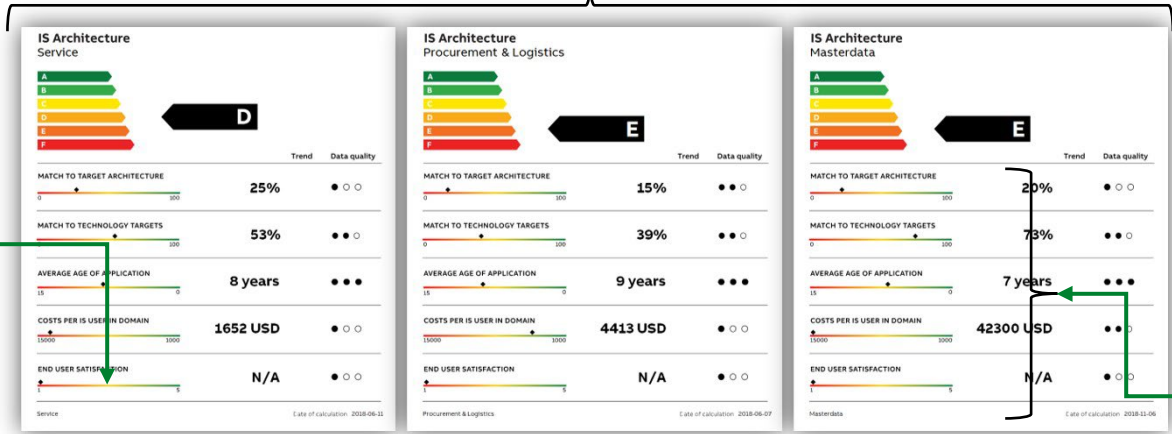 IS Architecture
Service
A
B
C
D
E
F
D
Trend Data quality
MATCH TO TARGET ARCHITECTURE
25%
0 100
MATCH TO TECHNOLOGY TARGETS
53%
100
AVERAGE AGE OF APPLICATION
8 years
15 0
COSTS PER IS USER IN DOMAIN
1652 USD
15000 1000
END USER SATISFACTION
N/A
1 5
Service Date of calculation 2018-06-11
IS Architecture
Procurement & Logistics
A
B
C
D
E
F
E
Trend Data quality
MATCH TO TARGET ARCHITECTURE
15%
0 100
MATCH TO TECHNOLOGY TARGETS
39%
0 100
AVERAGE AGE OF APPLICATION
9 years
15 0
COSTS PER IS USER IN DOMAIN
4413 USD
15000 1000
END USER SATISFACTION
N/A
1 5
Procurement & Logistics Date of calculation 2018-06-07
IS Architecture
Masterdata
A
B
C
D
E
F
E
Trend Data quality
MATCH TO TARGET ARCHITECTURE
20%
0 100
MATCH TO TECHNOLOGY TARGETS
73%
0 100
AVERAGE AGE OF APPLICATION
7 years
15 0
COSTS PER IS USER IN DOMAIN
42300 USD
15000 1000
END USER SATISFACTION
N/A
1 5
Masterdata Date of calculation 2018-11-06